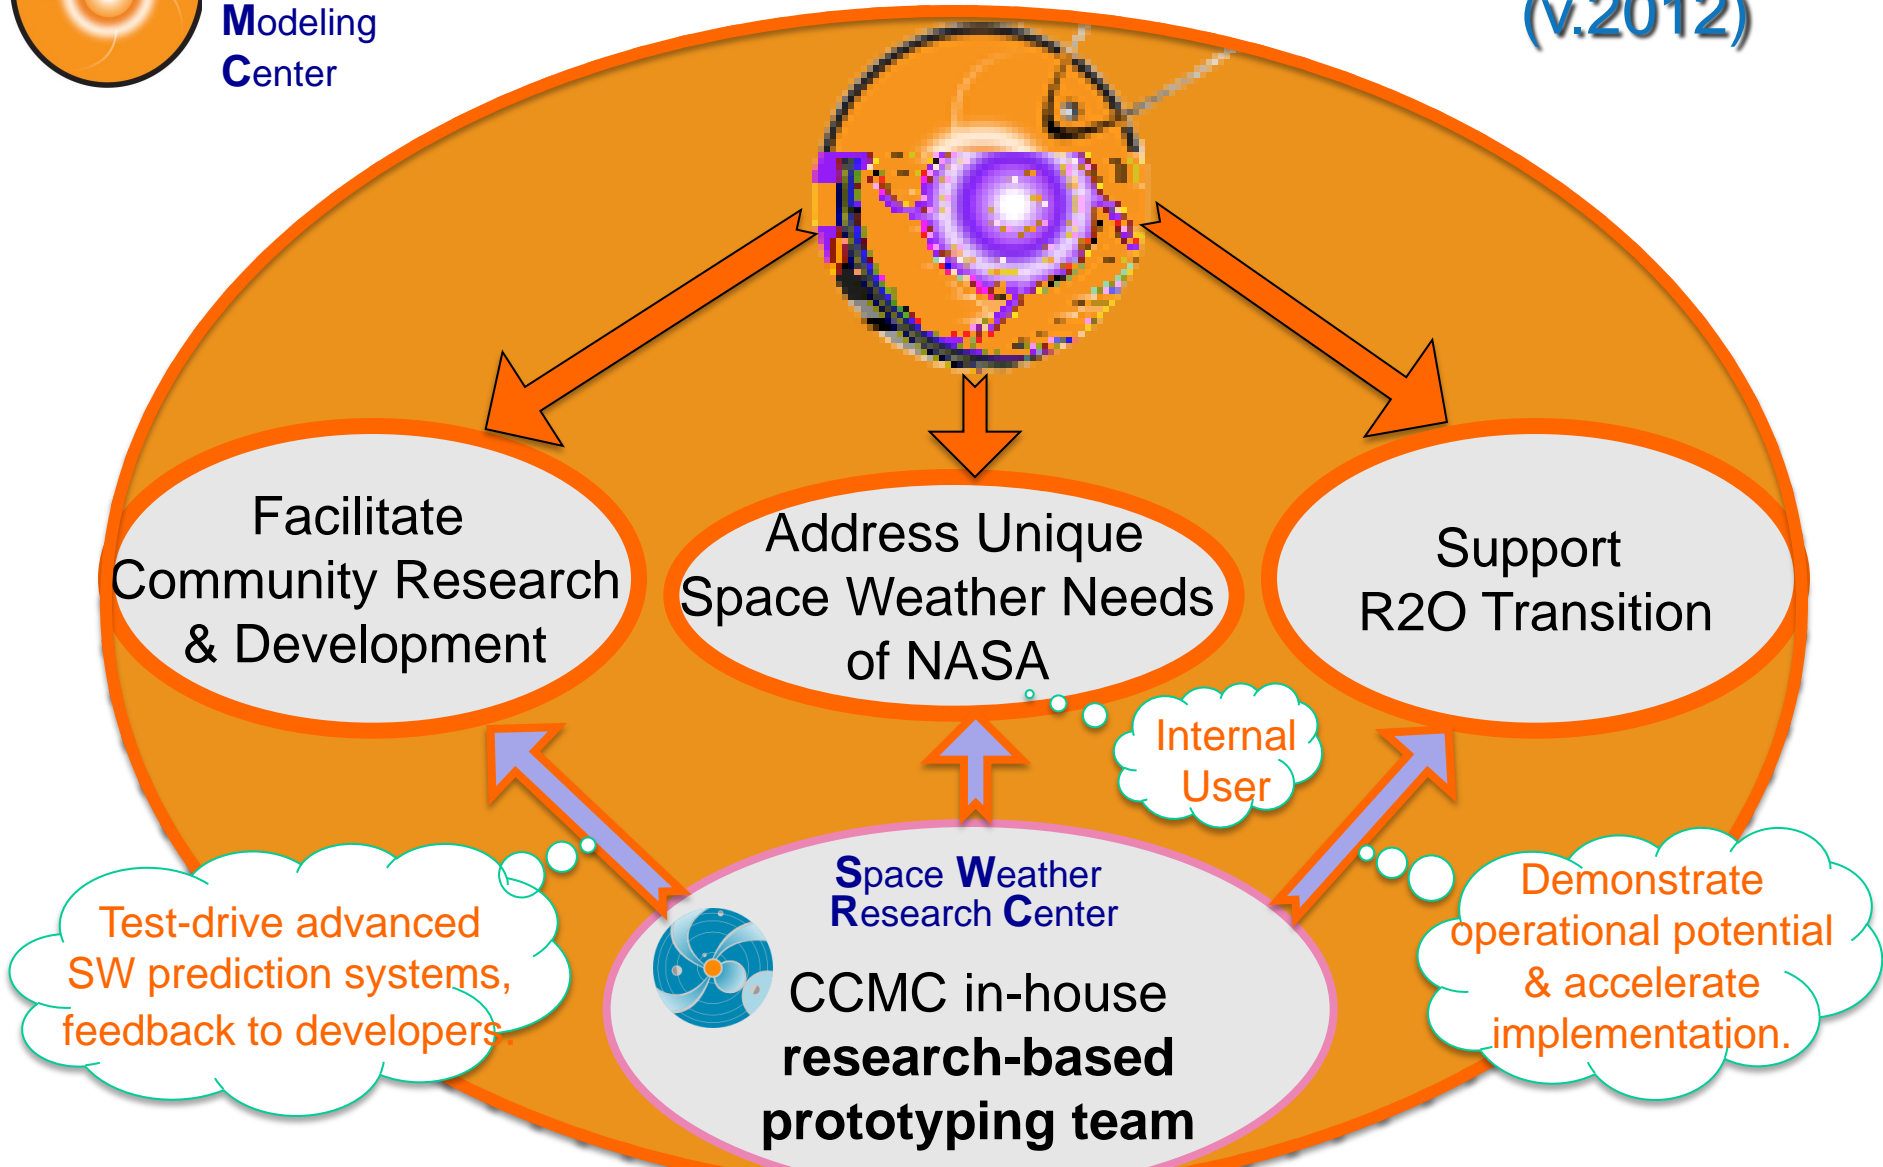 Modeling
Center
(v.2012)
Facilitate
Community Research
& Development
Address Unique
Space Weather Needs
of NASA
Support
R2O Transition
Internal
User
Space Weather
Research Center
CCMC in-house
research-based
prototyping team
Test-drive advanced
SW prediction systems,
feedback to developers.
Demonstrate
operational potential
& accelerate
implementation.